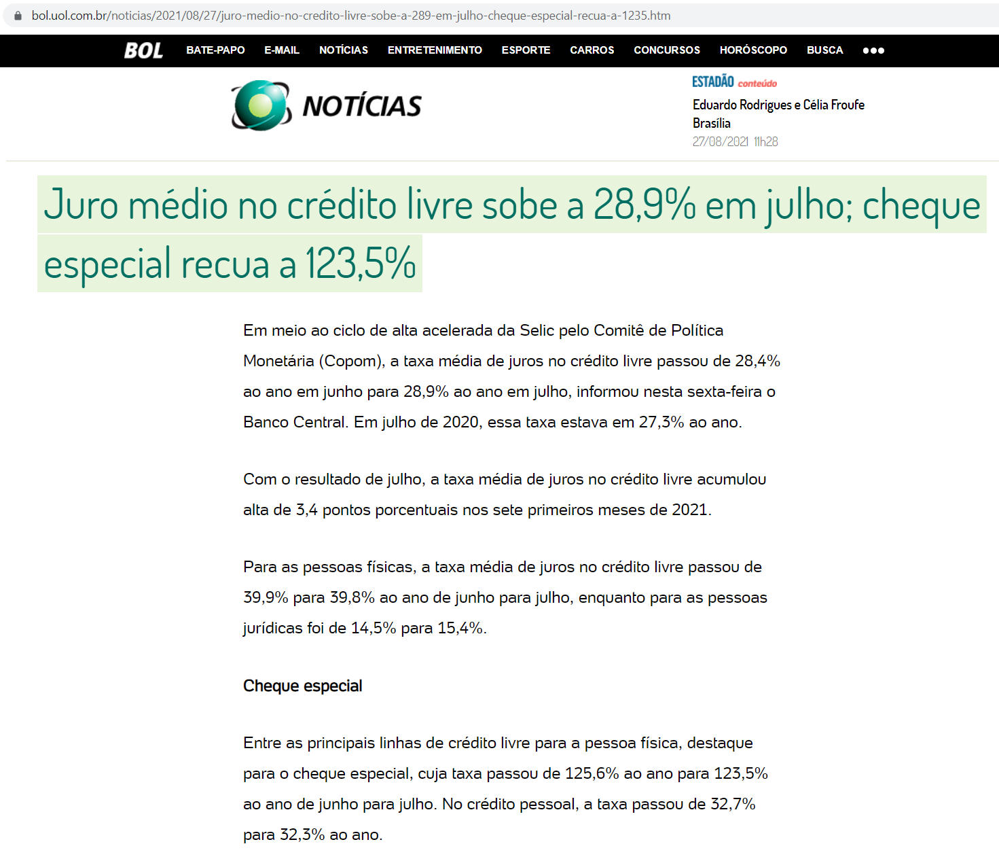 bol.uol.com.br/noticias/2021/08/27/juro-medio-no-credito-livre-sobe-a-289-em-julho-cheque-especial-recua-a-1235.htm
BOL BATE-PAPO E-MAIL NOTÍCIAS ENTRETENIMENTO ESPORTE CARROS CONCURSOS HORÓSCOPO BUSCA
NOTÍCIAS
ESTADÃO conteúdo
Eduardo Rodrigues e Célia Froufe
Brasília
27/08/2021 11h28
Juro médio no crédito livre sobe a 28,9% em julho; cheque
especial recua a 123,5%
Em meio ao ciclo de alta acelerada da Selic pelo Comitê de Política
Monetária (Copom), a taxa média de juros no crédito livre passou de 28,4%
ao ano em junho para 28,9% ao ano em julho, informou nesta sexta-feira o
Banco Central. Em julho de 2020, essa taxa estava em 27,3% ao ano.
Com o resultado de julho, a taxa média de juros no crédito livre acumulou
alta de 3,4 pontos porcentuais nos sete primeiros meses de 2021.
Para as pessoas físicas, a taxa média de juros no crédito livre passou de
39,9% para 39,8% ao ano de junho para julho, enquanto para as pessoas
jurídicas foi de 14,5% para 15,4%.
Cheque especial
Entre as principais linhas de crédito livre para a pessoa física, destaque
para o cheque especial, cuja taxa passou de 125,6% ao ano para 123,5%
ao ano de junho para julho. No crédito pessoal, a taxa passou de 32,7%
para 32,3% ao ano.